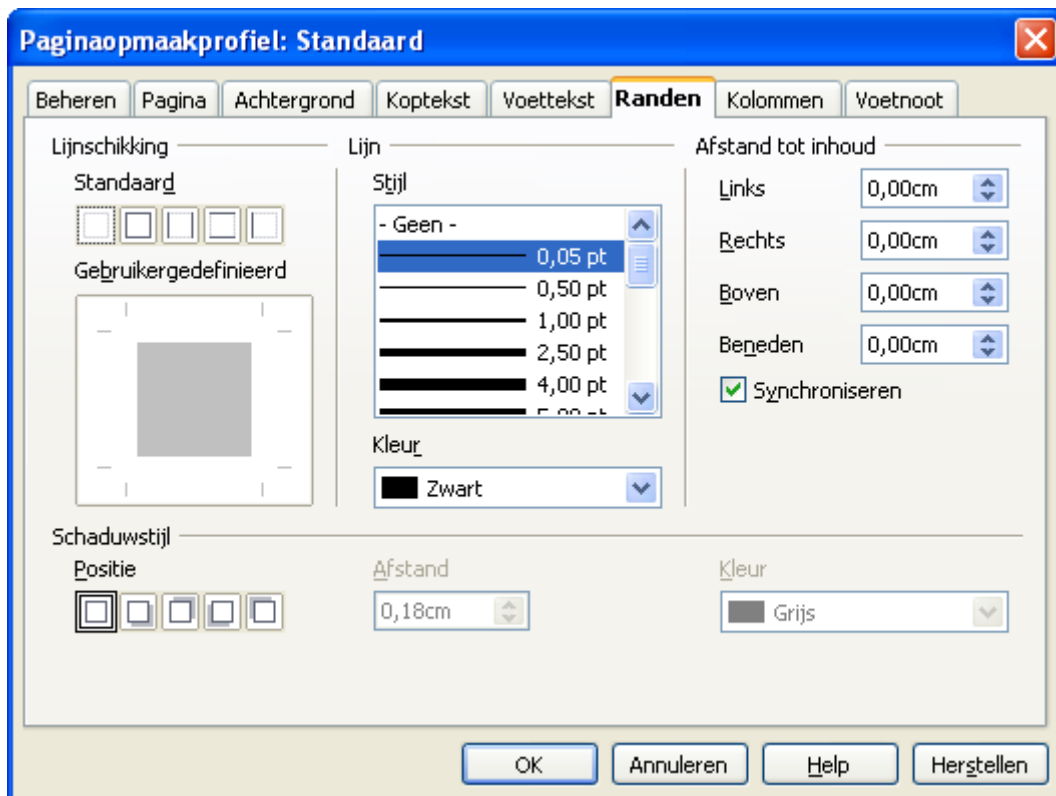 Paginaopmaakprofiel: Standaard
Beheren Pagina Achtergrond Koptekst Voettekst Randen Kolommen Voetnoot
Lijnschikking Lijn Afstand tot inhoud
Standaard Stijl Links 0,00cm
- Geen -
0,05 pt Rechts 0,00cm
Gebruikergedefinieerd 0,50 pt Boven 0,00cm
1,00 pt
2,50 pt Beneden 0,00cm
4,00 pt Synchroniseren
5,00 pt
Kleur
Zwart
Schaduwstijl
Positie Afstand Kleur
0,18cm Grijs
OK Annuleren Help Herstellen